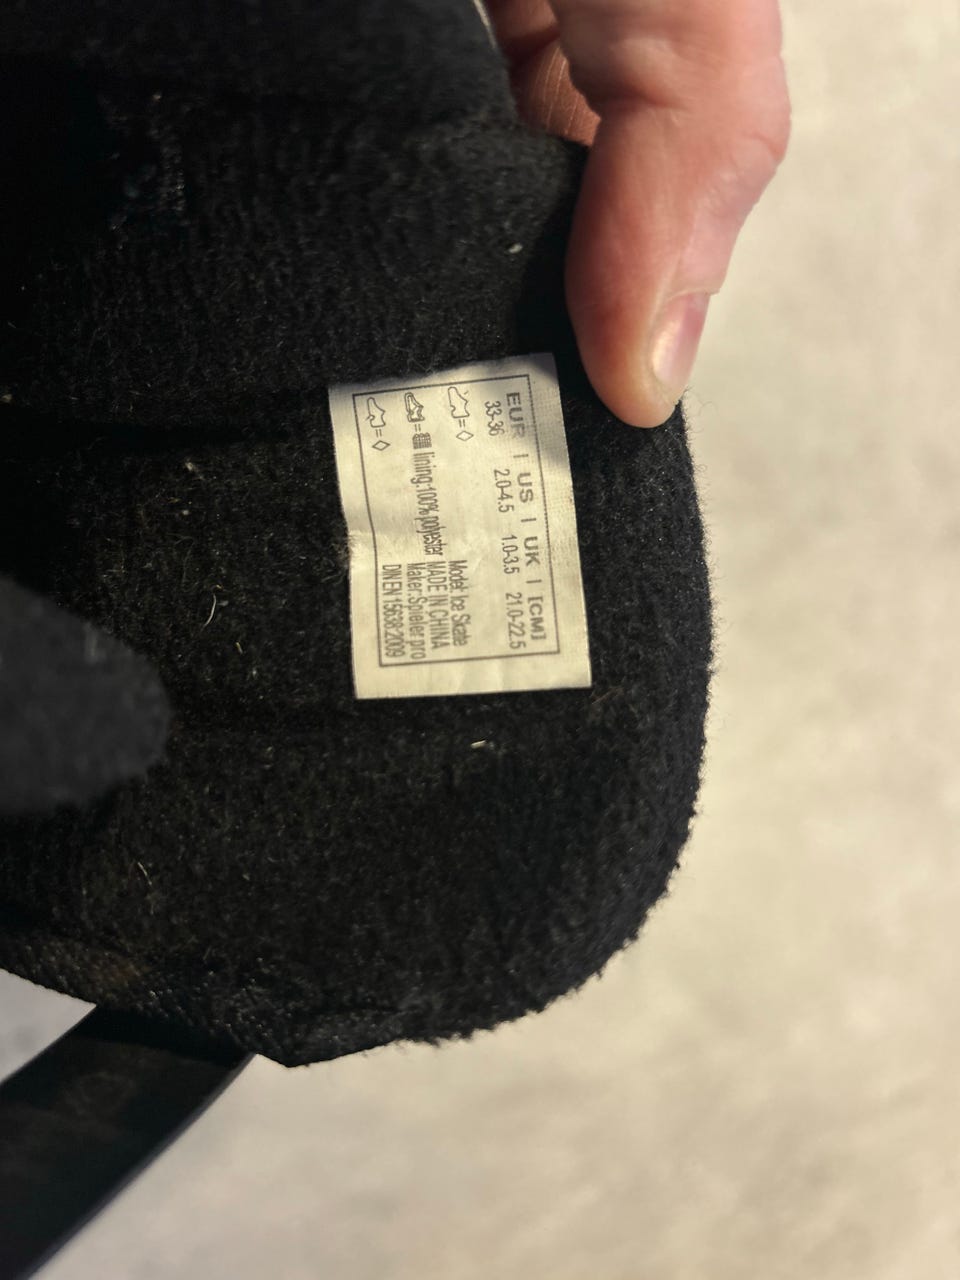 EUR | US | UK | [CM]
33-36 2.0-4.5 1.0-3.5 21.0-22.5
Model: Ice Skate
lining:100% polyester MADE IN CHINA
Maker:Spieler pro
DIN EN 15638:2009